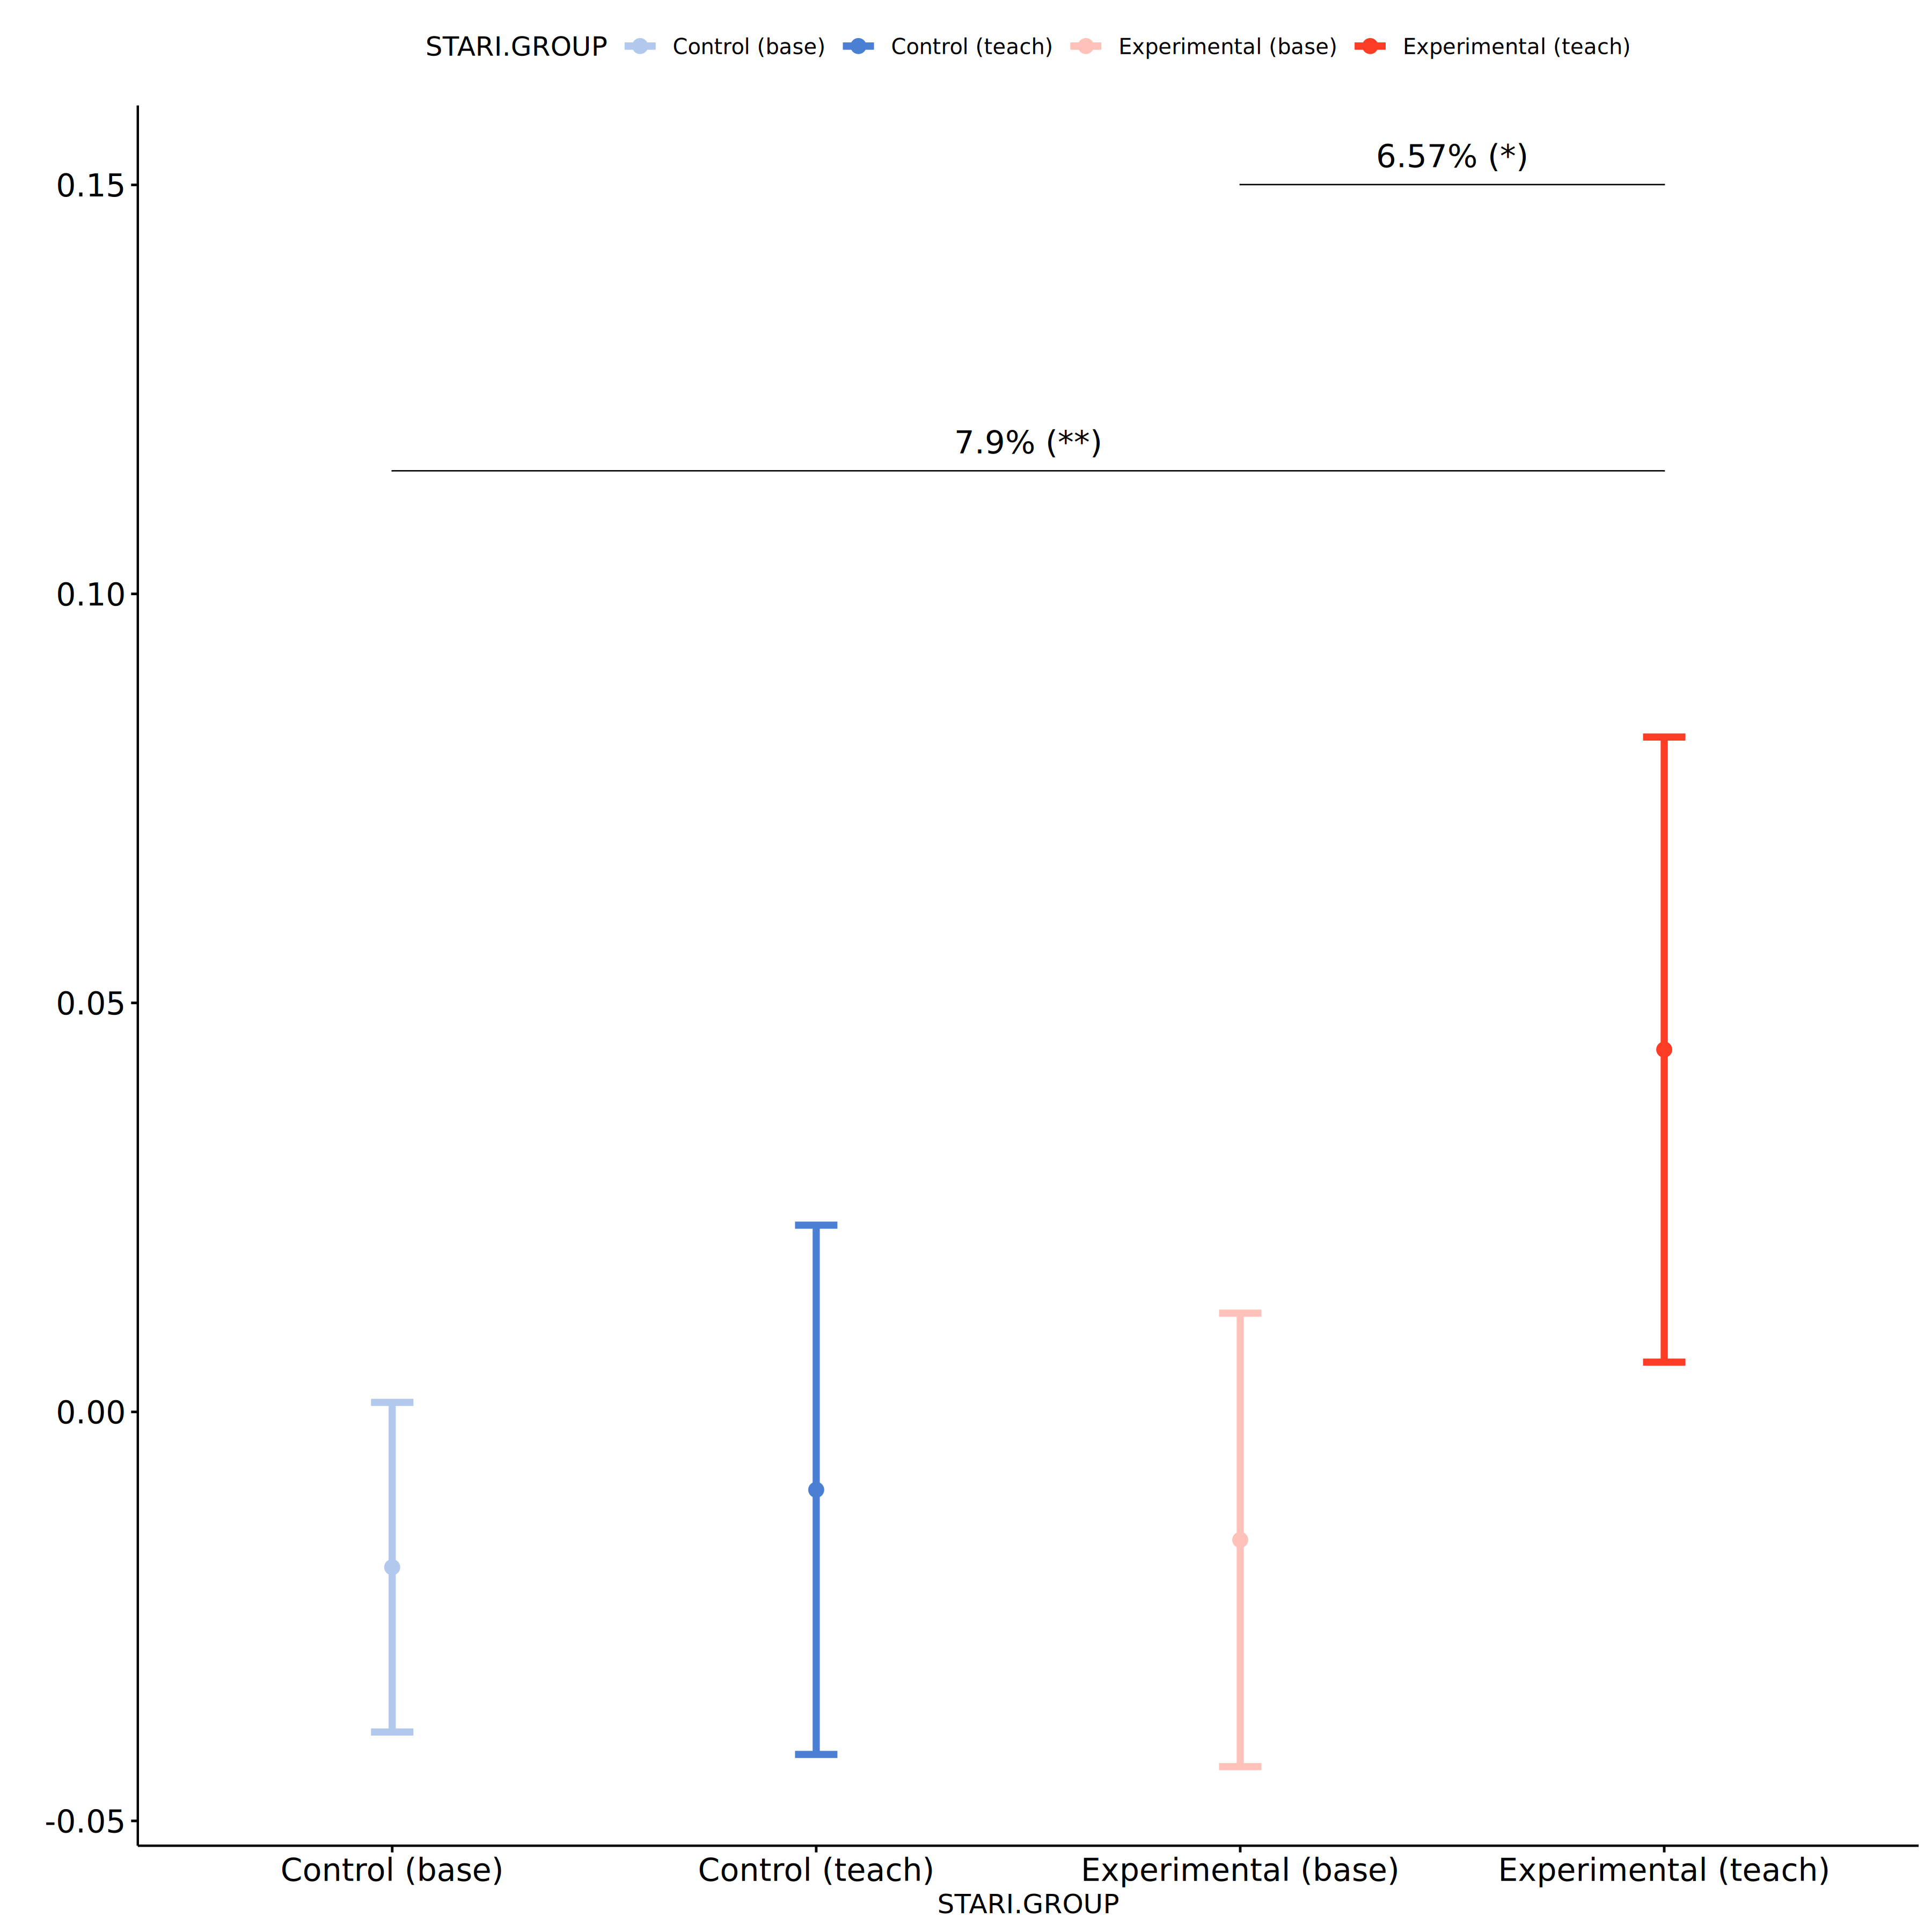 STARI.GROUP Control (base) Control (teach) Experimental (base) Experimental (teach)
6.57% (*)
0.15
7.9% (**)
0.10
0.05
0.00
-0.05
Control (base) Control (teach) Experimental (base) Experimental (teach)
STARI.GROUP